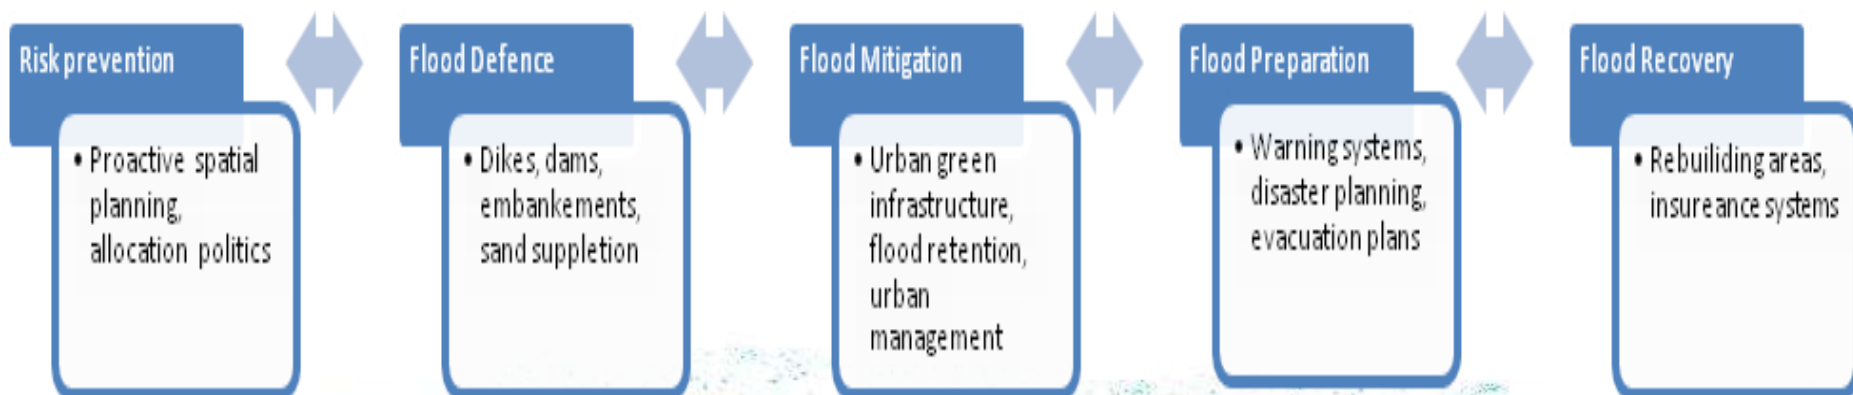 Risk prevention
• Proactive spatial
planning,
allocation politics
Flood Defence
• Dikes, dams,
embankements,
sand suppletion
Flood Mitigation
• Urban green
infrastructure,
flood retention,
urban
management
Flood Preparation
• Warning systems,
disaster planning,
evacuation plans
Flood Recovery
• Rebuiliding areas,
insureance systems